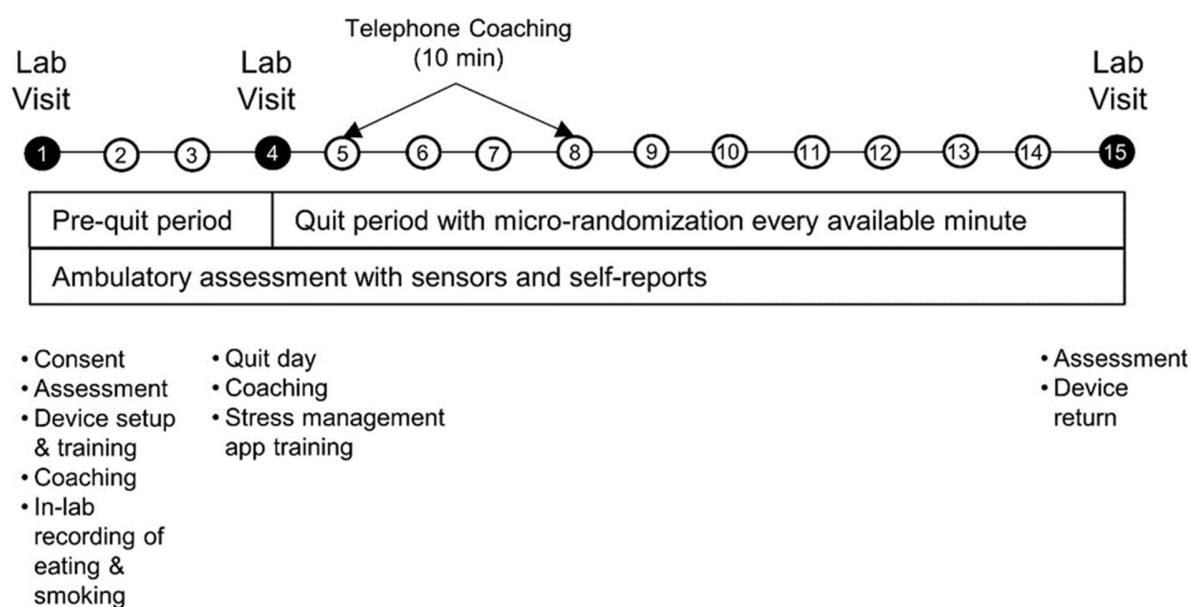 Telephone Coaching
(10 min)
Lab
Visit
Lab
Visit
Lab
Visit
1 2 3 4 5 6 7 8 9 10 11 12 13 14 15
Pre-quit period
Quit period with micro-randomization every available minute
Ambulatory assessment with sensors and self-reports
• Consent
• Assessment
• Device setup
& training
• Coaching
• In-lab
recording of
eating &
smoking
• Quit day
• Coaching
• Stress management
app training
• Assessment
• Device
return